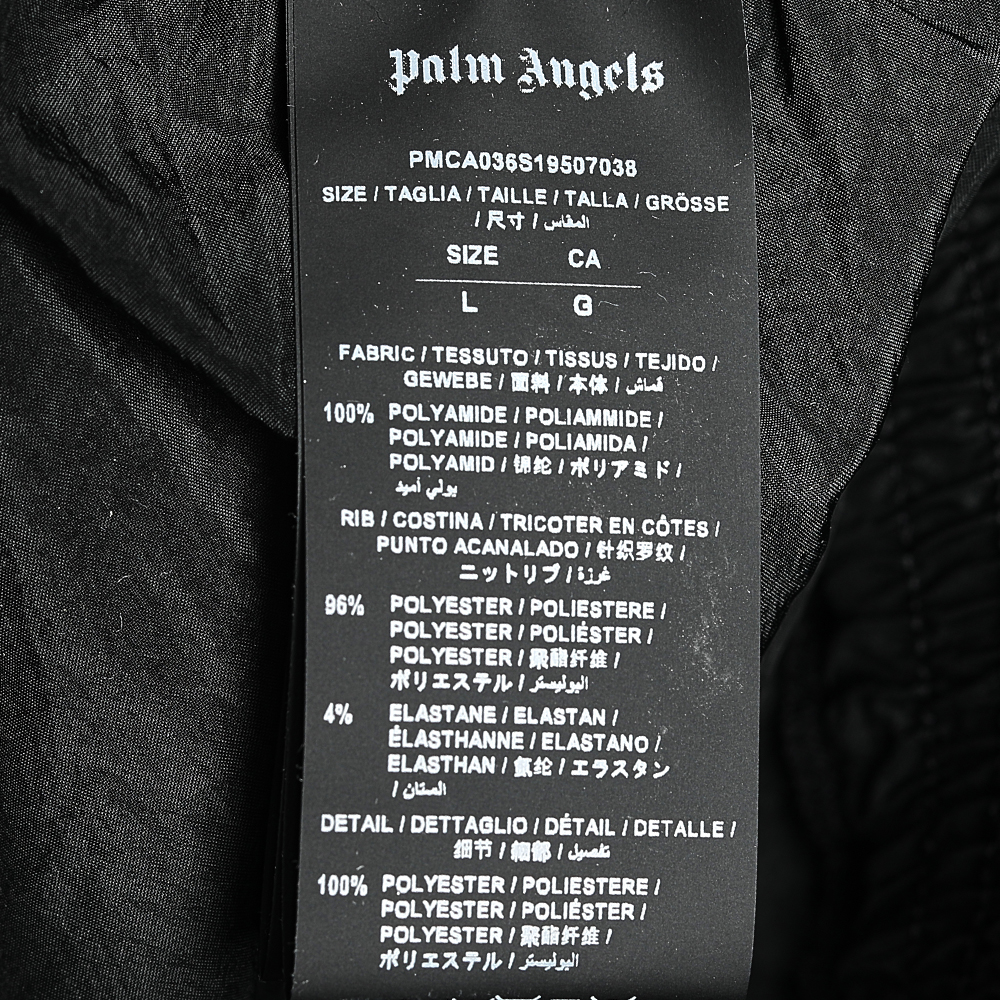 Palm Angels
PMCA036S19507038
SIZE / TAGLIA / TAILLE / TALLA / GRÖSSE
/ 尺寸 / المقاس
SIZE CA
L G
FABRIC / TESSUTO / TISSUS / TEJIDO /
GEWEBE / 面料 / 本体 / قماش
100% POLYAMIDE / POLIAMMIDE /
POLYAMIDE / POLIAMIDA /
POLYAMID / 锦纶 / ポリアミド /
بولي أميد
RIB / COSTINA / TRICOTER EN CÔTES /
PUNTO ACANALADO / 针织罗纹 /
ニットリブ / غرزة
96% POLYESTER / POLIESTERE /
POLYESTER / POLIÉSTER /
POLYESTER / 聚酯纤维 /
ポリエステル / البوليستر
4% ELASTANE / ELASTAN /
ÉLASTHANNE / ELASTANO /
ELASTHAN / 氨纶 / エラスタン
/ الستان
DETAIL / DETTAGLIO / DÉTAIL / DETALLE /
细节 / 細部 / تفصيل
100% POLYESTER / POLIESTERE /
POLYESTER / POLIÉSTER /
POLYESTER / 聚酯纤维 /
ポリエステル / البوليستر